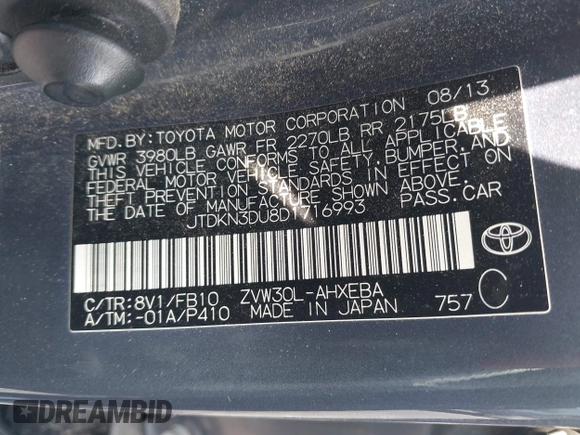 MFD. BY: TOYOTA MOTOR CORPORATION 08/13
GVWR 3980LB GAWR FR 2270LB RR 2175LB
THIS VEHICLE CONFORMS TO ALL APPLICABLE
FEDERAL MOTOR VEHICLE SAFETY, BUMPER, AND
THEFT PREVENTION STANDARDS IN EFFECT ON
THE DATE OF MANUFACTURE SHOWN ABOVE.
JTDKN3DU8D1716993 PASS. CAR
C/TR: 8V1/FB10 ZVW30L-AHXEBA
A/TM: -01A/P410 MADE IN JAPAN 757 C
DREAMBID